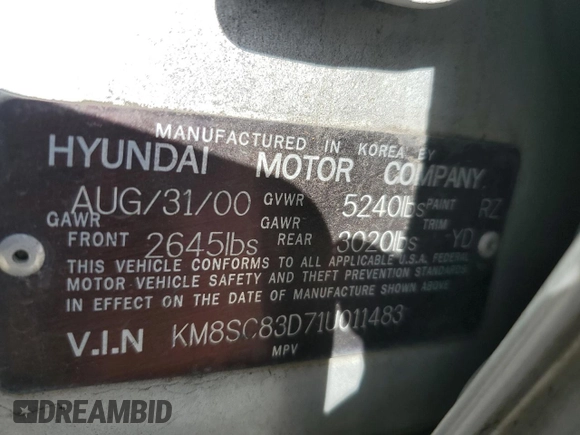 MANUFACTURED IN KOREA BY
HYUNDAI MOTOR COMPANY
AUG/31/00 GVWR 5240lbs PAINT RZ
GAWR FRONT 2645lbs GAWR REAR 3020lbs TRIM YD
THIS VEHICLE CONFORMS TO ALL APPLICABLE U.S.A. FEDERAL
MOTOR VEHICLE SAFETY AND THEFT PREVENTION STANDARDS
IN EFFECT ON THE DATE OF MANUFACTURE SHOWN ABOVE.
V.I.N KM8SC83D71U011483
MPV
DREAMBID